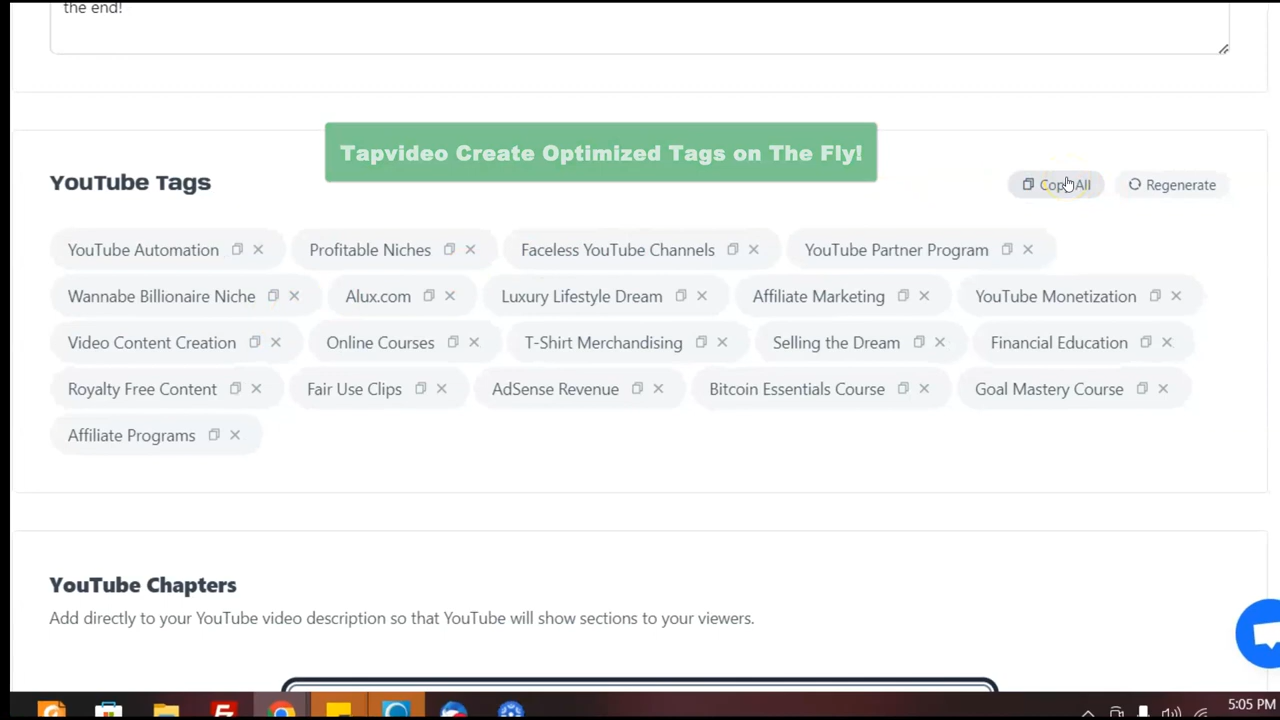 the end!
Tapvideo Create Optimized Tags on The Fly!
YouTube Tags
Copy All
Regenerate
YouTube Automation
Profitable Niches
Faceless YouTube Channels
YouTube Partner Program
Wannabe Billionaire Niche
Alux.com
Luxury Lifestyle Dream
Affiliate Marketing
YouTube Monetization
Video Content Creation
Online Courses
T-Shirt Merchandising
Selling the Dream
Financial Education
Royalty Free Content
Fair Use Clips
AdSense Revenue
Bitcoin Essentials Course
Goal Mastery Course
Affiliate Programs
YouTube Chapters
Add directly to your YouTube video description so that YouTube will show sections to your viewers.
5:05 PM